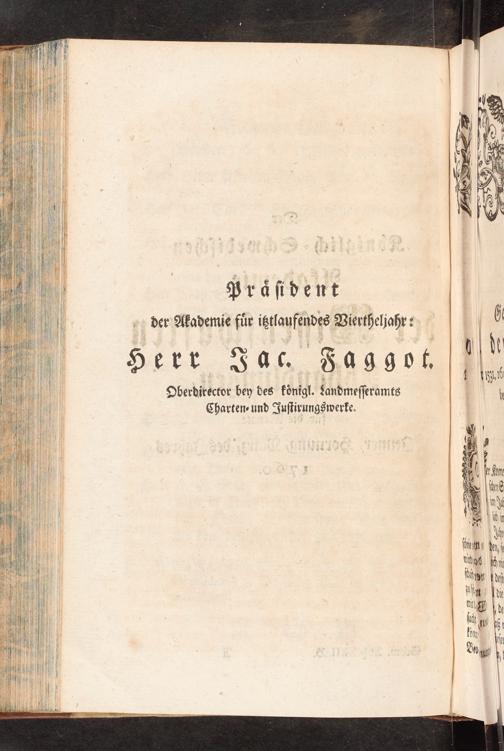 Präsident
der Akademie für itztlaufendes Viertheljahr:
Herr Jac. Faggot.
Oberdirector bey des königl. Landmesseramts
Charten- und Justirungswerke.